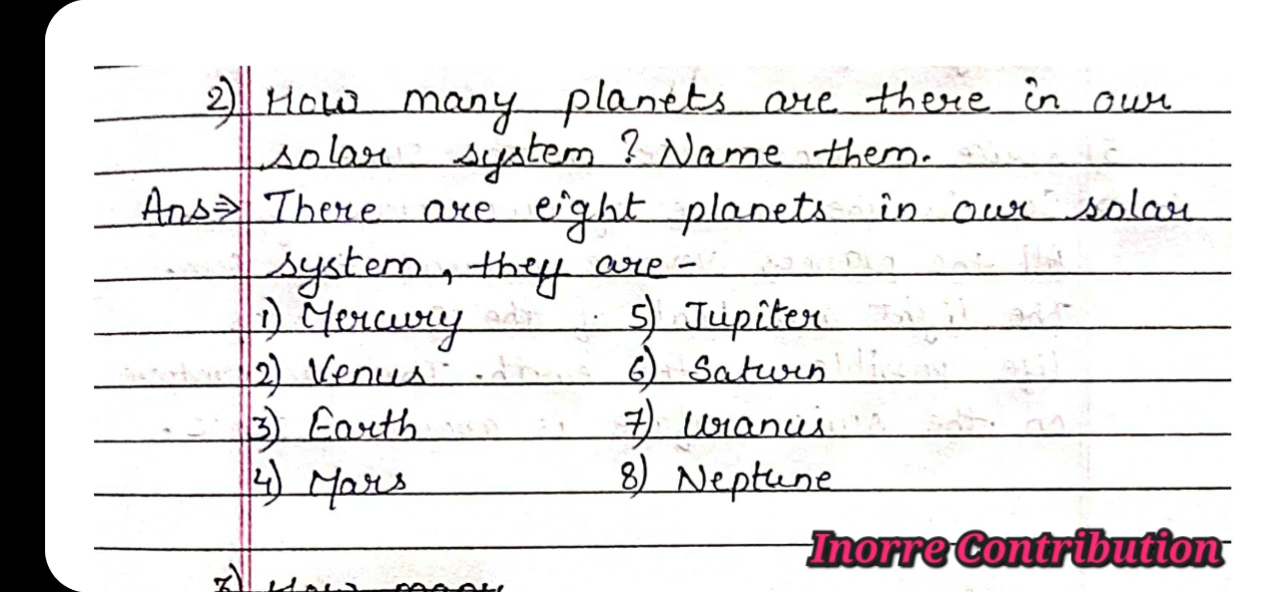 2) How many planets are there in our
solar system ? Name them.
Ans⇒ There are eight planets in our solar
system, they are -
1) Mercury 5) Jupiter
2) Venus 6) Saturn
3) Earth 7) Uranus
4) Mars 8) Neptune
Inorre Contribution
How many